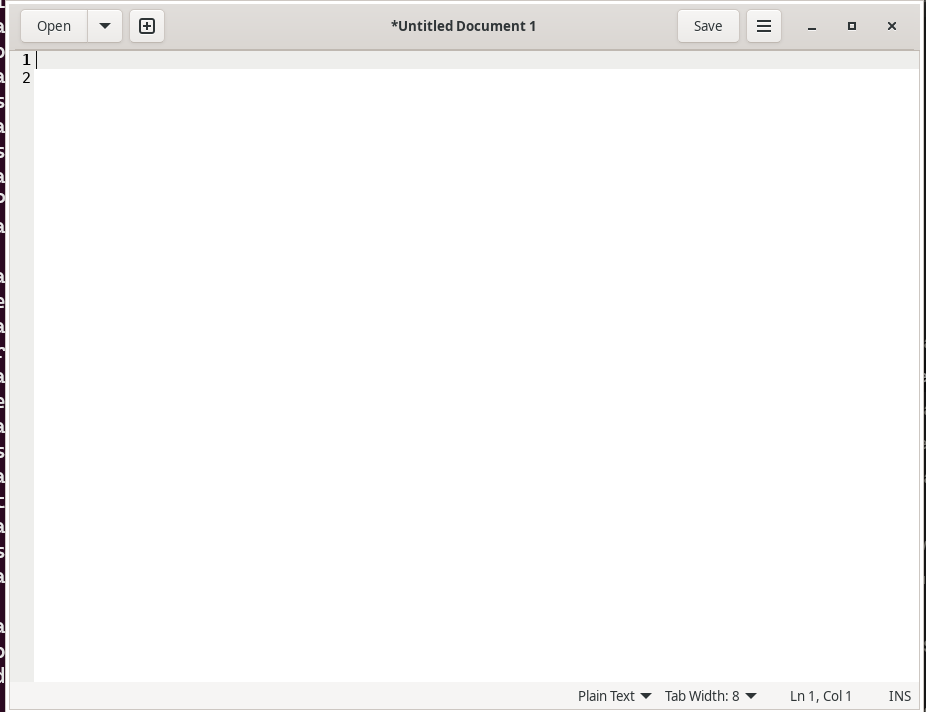 Open *Untitled Document 1 Save
1
2
Plain Text Tab Width: 8 Ln 1, Col 1 INS